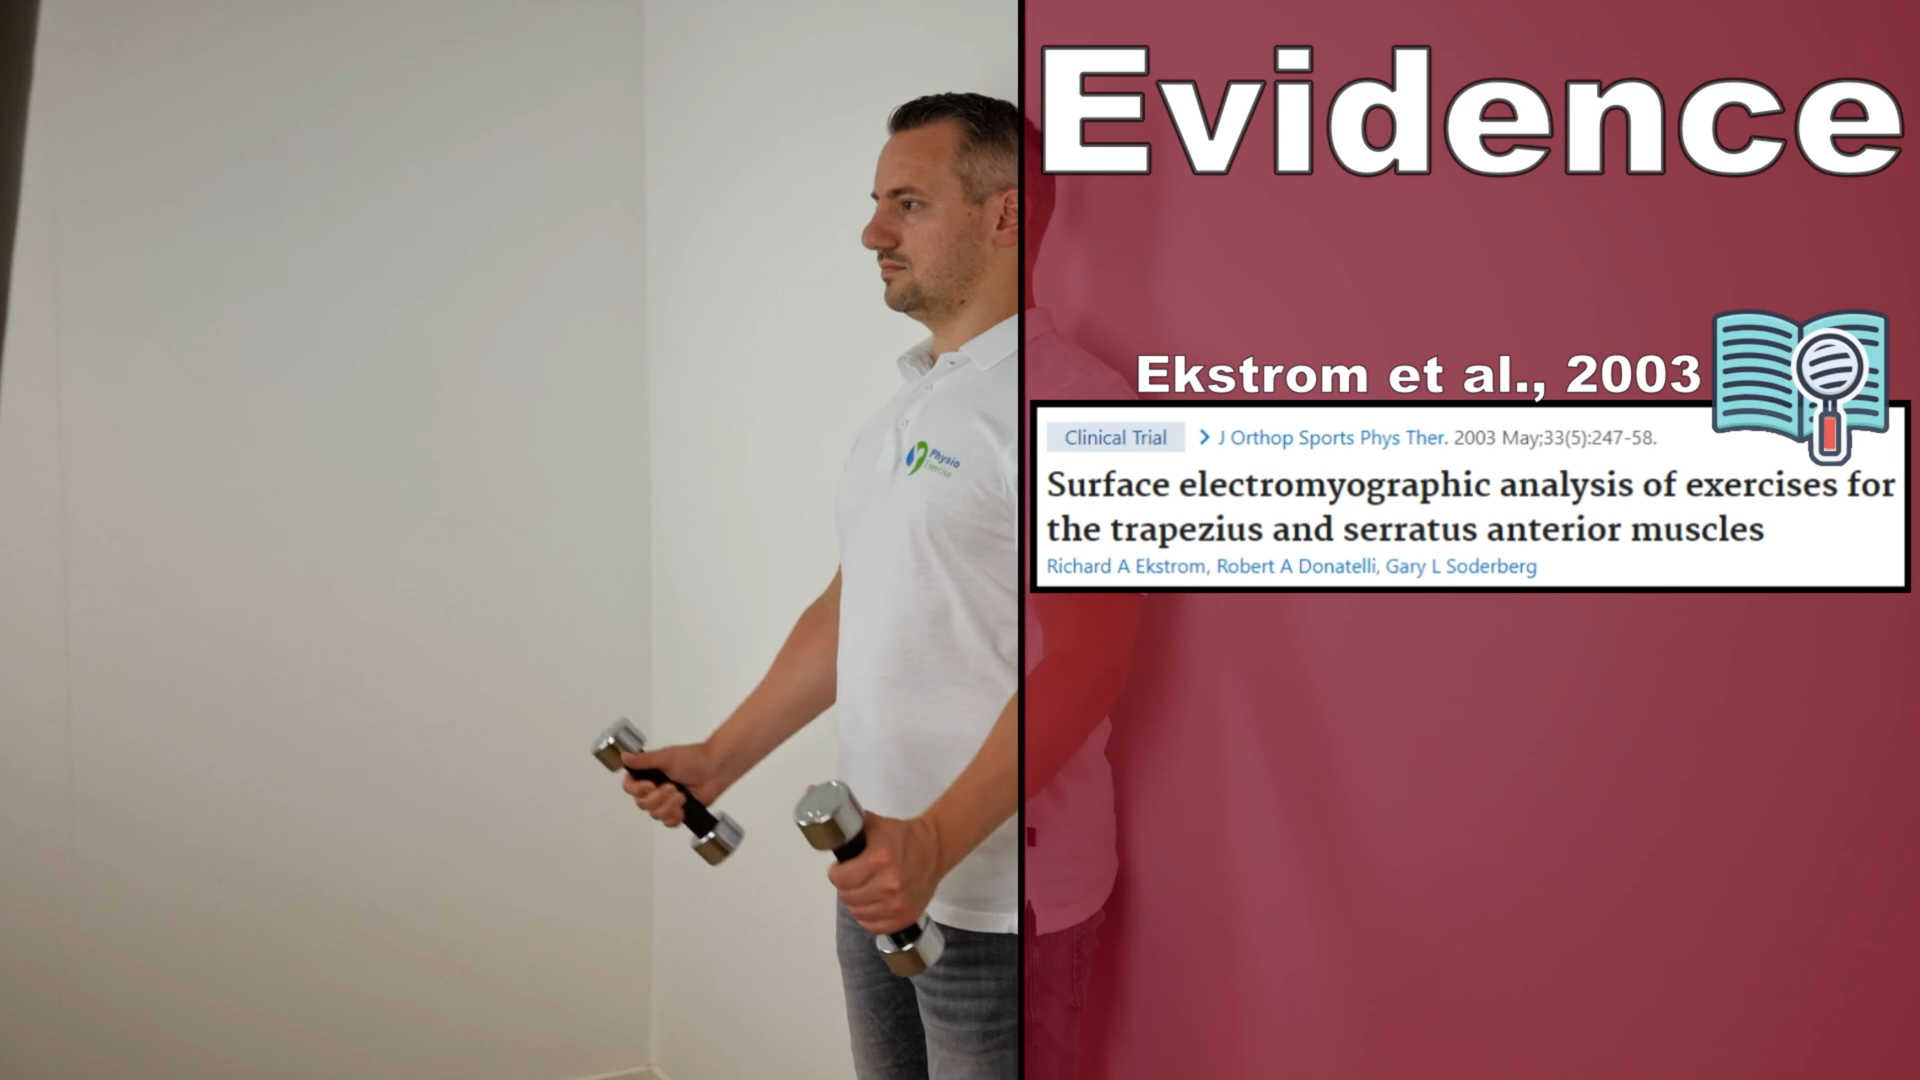 Evidence
Ekstrom et al., 2003
Clinical Trial > J Orthop Sports Phys Ther. 2003 May;33(5):247-58.
Surface electromyographic analysis of exercises for
the trapezius and serratus anterior muscles
Richard A Ekstrom, Robert A Donatelli, Gary L Soderberg
Physio
Exercise